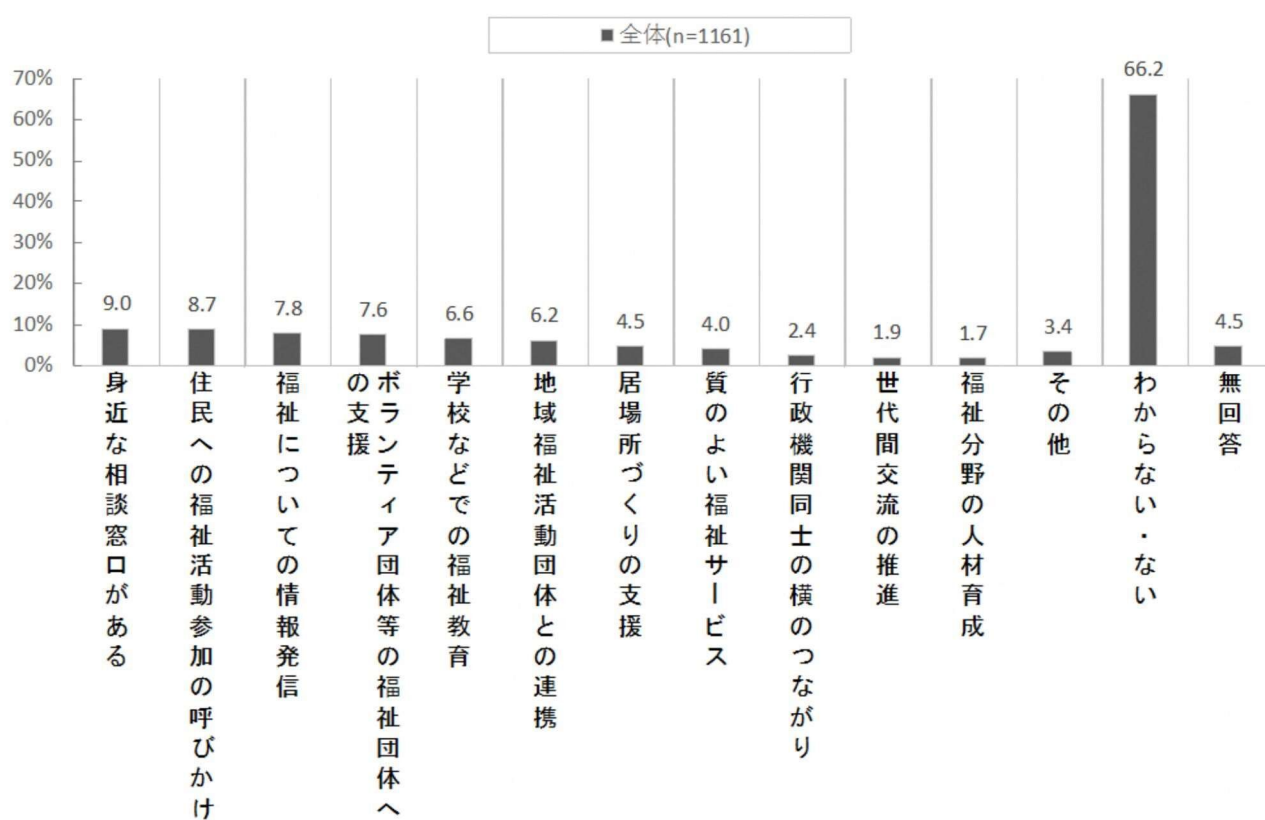 ■ 全体(n=1161)
70%
60%
50%
40%
30%
20%
10%
0%
9.0
8.7
7.8
7.6
6.6
6.2
4.5
4.0
2.4
1.9
1.7
3.4
66.2
4.5
身近な相談窓口がある
住民への福祉活動参加の呼びかけ
福祉についての情報発信
ボランティア団体等の福祉団体へ
の支援
学校などでの福祉教育
地域福祉活動団体との連携
居場所づくりの支援
質のよい福祉サービス
行政機関同士の横のつながり
世代間交流の推進
福祉分野の人材育成
その他
わからない・ない
無回答